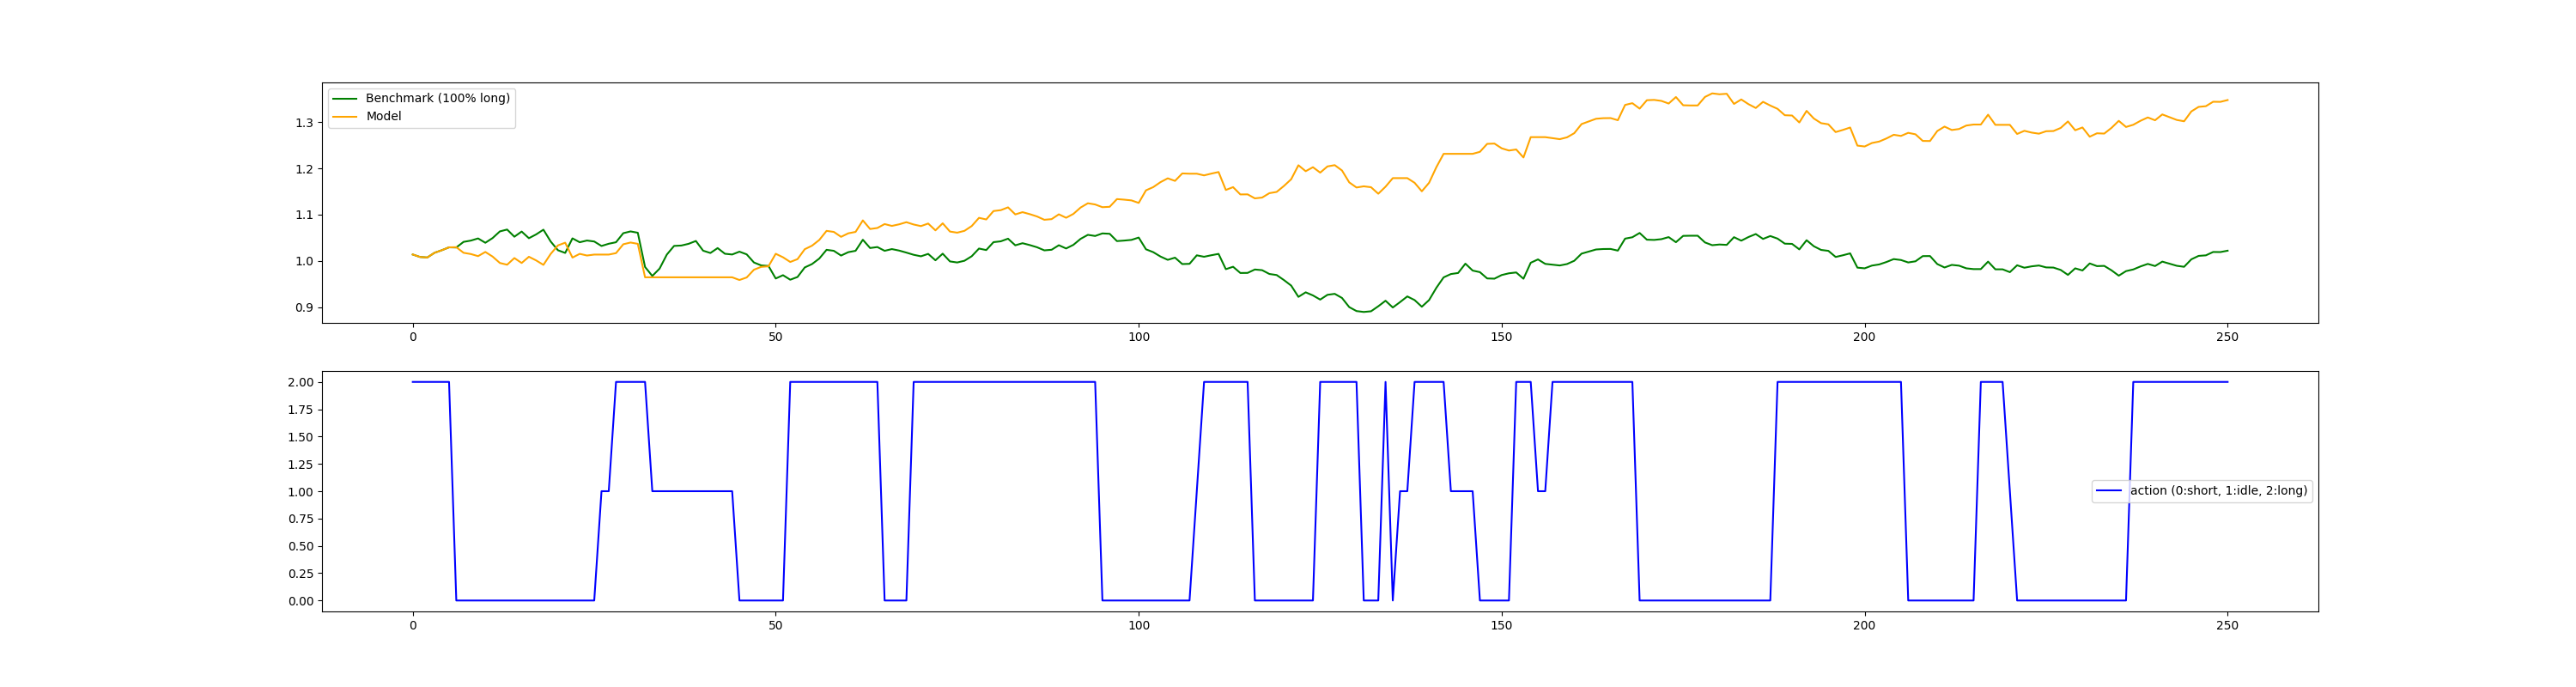 Benchmark (100% long)
Model
1.3
1.2
1.1
1.0
0.9
0 50 100 150 200 250
2.00
1.75
1.50
1.25
1.00
0.75
0.50
0.25
0.00
action (0:short, 1:idle, 2:long)
0 50 100 150 200 250